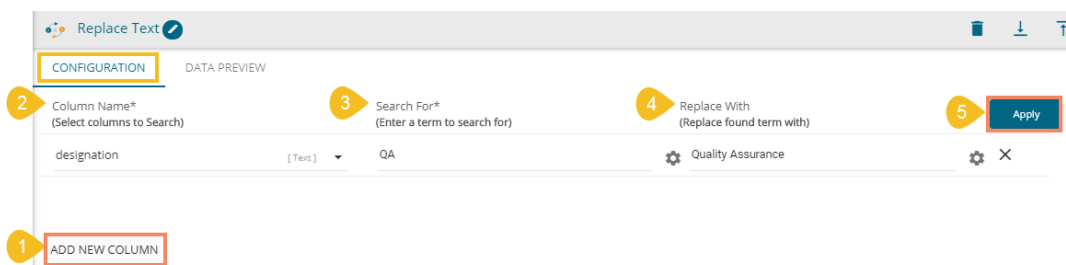 Replace Text
CONFIGURATION DATA PREVIEW
2 Column Name* 3 Search For* 4 Replace With 5 Apply
(Select columns to Search) (Enter a term to search for) (Replace found term with)
designation [Text] QA Quality Assurance
1 ADD NEW COLUMN